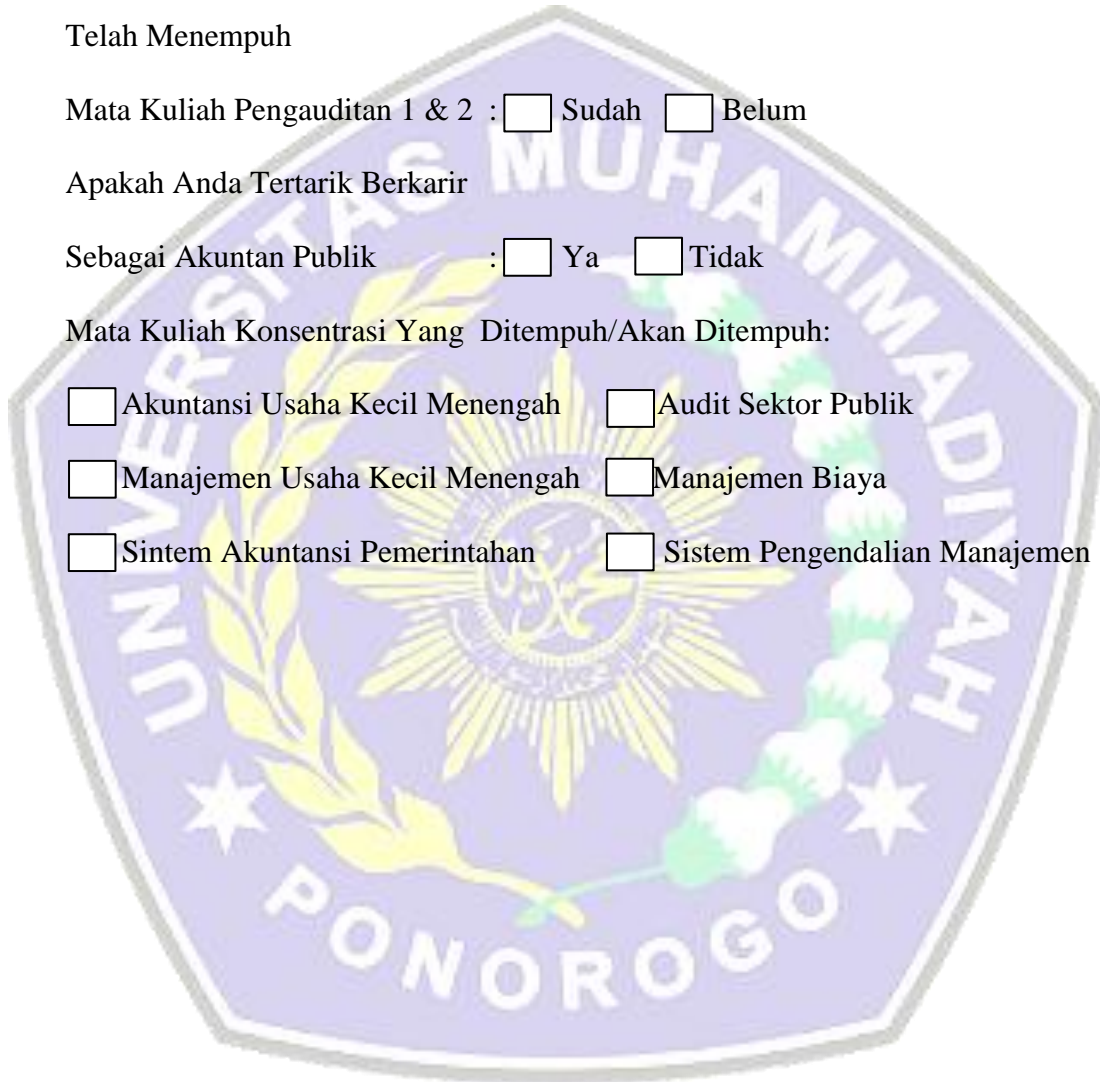 Telah Menempuh
Mata Kuliah Pengauditan 1 & 2 : Sudah Belum
Apakah Anda Tertarik Berkarir
Sebagai Akuntan Publik : Ya Tidak
Mata Kuliah Konsentrasi Yang Ditempuh/Akan Ditempuh:
Akuntansi Usaha Kecil Menengah Audit Sektor Publik
Manajemen Usaha Kecil Menengah Manajemen Biaya
Sintem Akuntansi Pemerintahan Sistem Pengendalian Manajemen
UNIVERSITAS MUHAMMADIYAH
PONOROGO